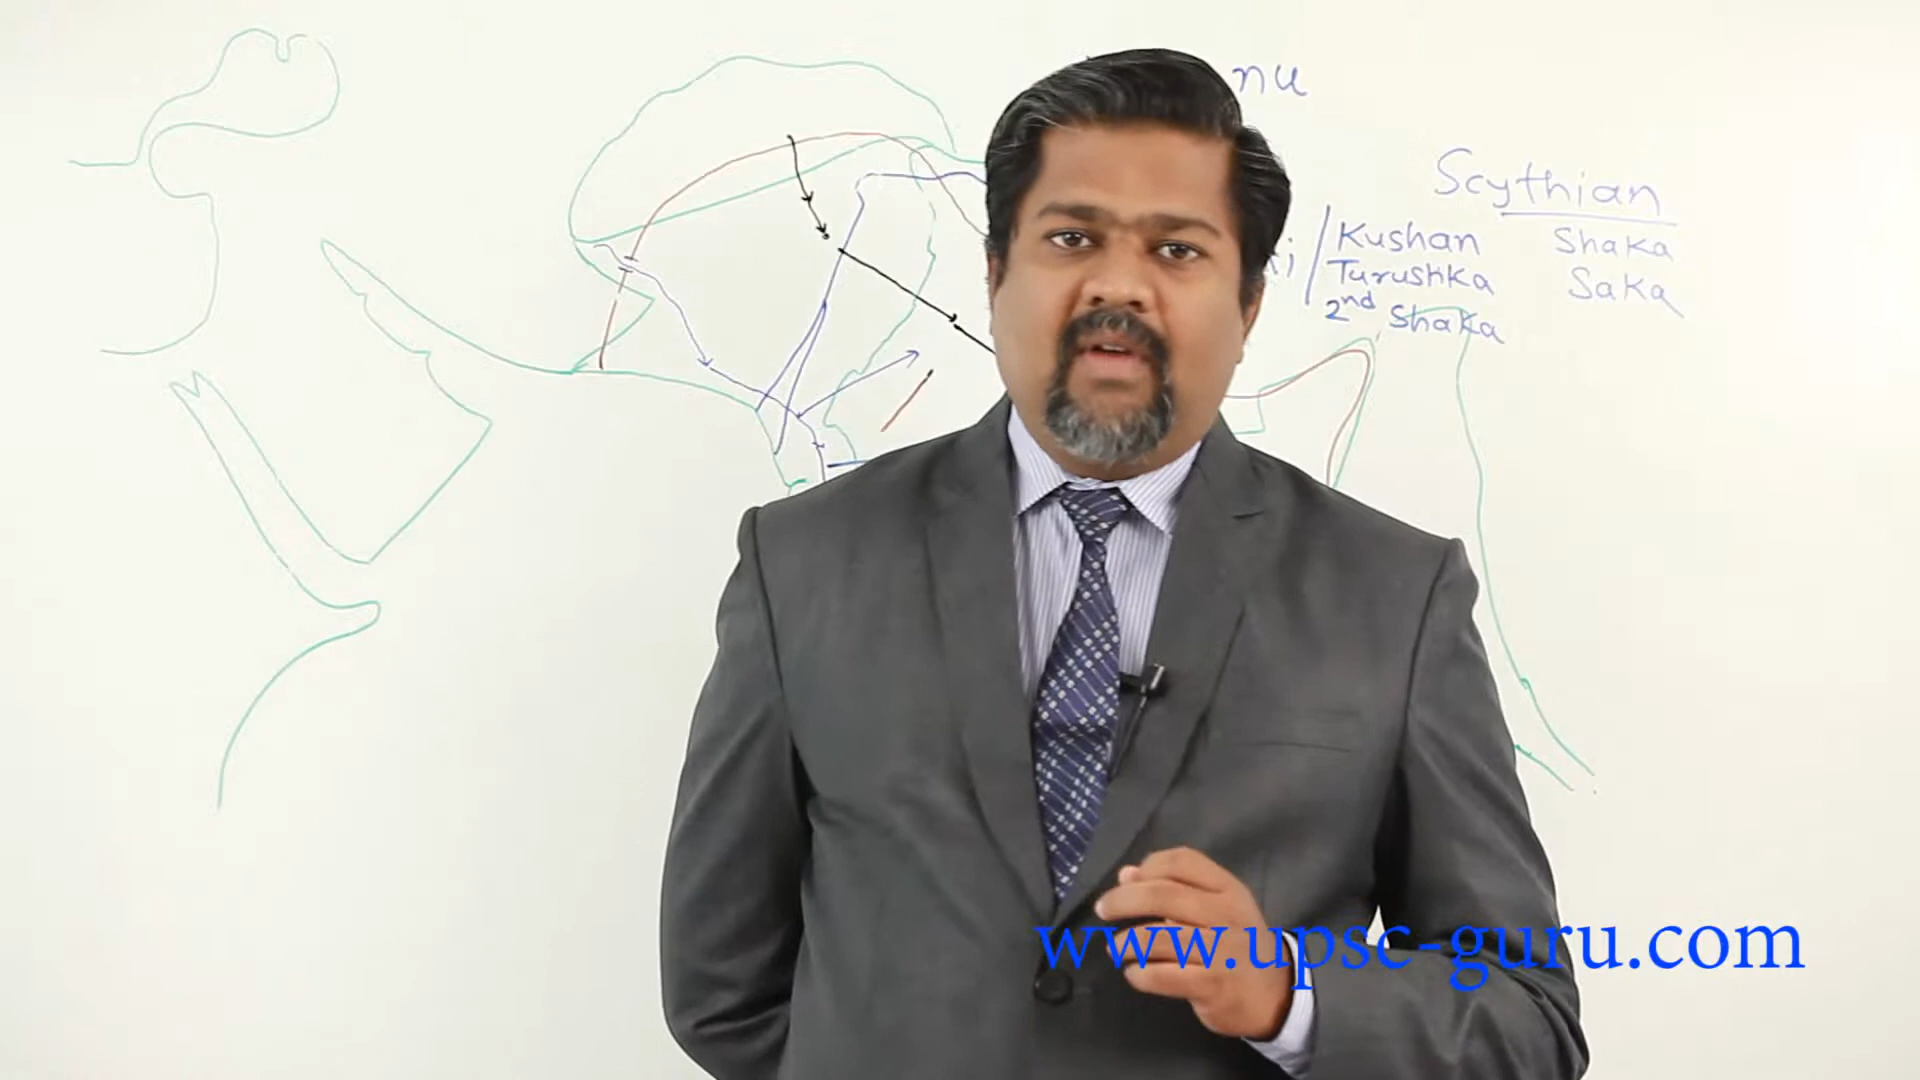 nu
Scythian
Kushan Shaka
Turushka Saka
2nd Shaka
www.upsc-guru.com